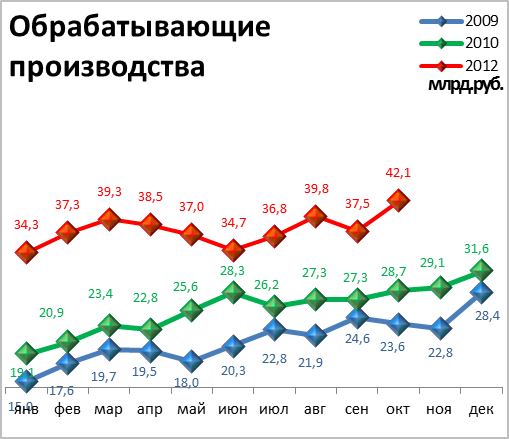 Обрабатывающие
производства
2009
2010
2012
млрд.руб.
34,3 37,3 39,3 38,5 37,0 34,7 36,8 39,8 37,5 42,1
19,1 20,9 23,4 22,8 25,6 28,3 26,2 27,3 27,3 28,7 29,1 31,6
15,0 17,6 19,7 19,5 18,0 20,3 22,8 21,9 24,6 23,6 22,8 28,4
янв фев мар апр май июн июл авг сен окт ноя дек